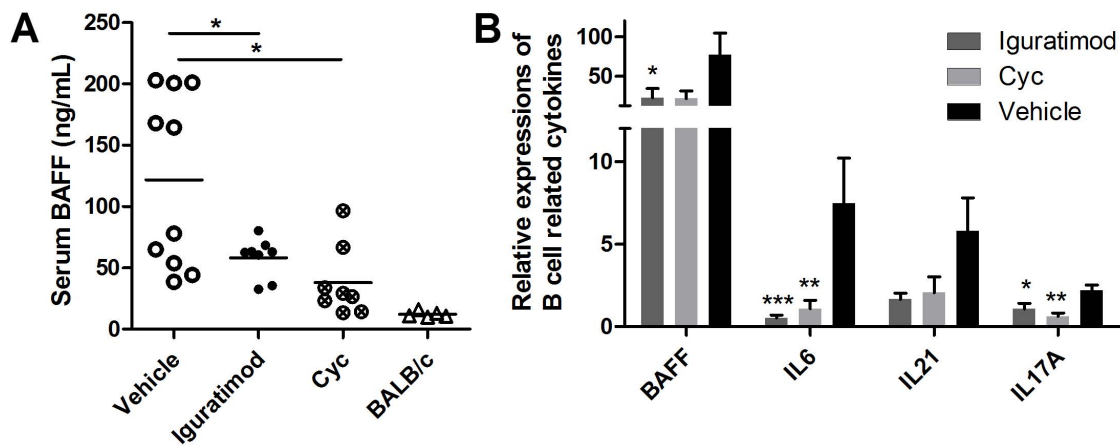 A
Serum BAFF (ng/mL)
250
200
150
100
50
0
*
*
Vehicle
Iguratimod
Cyc
BALB/c
B
Relative expressions of
B cell related cytokines
100
50
10
5
0
Iguratimod
Cyc
Vehicle
*
***
**
*
**
BAFF
IL6
IL21
IL17A